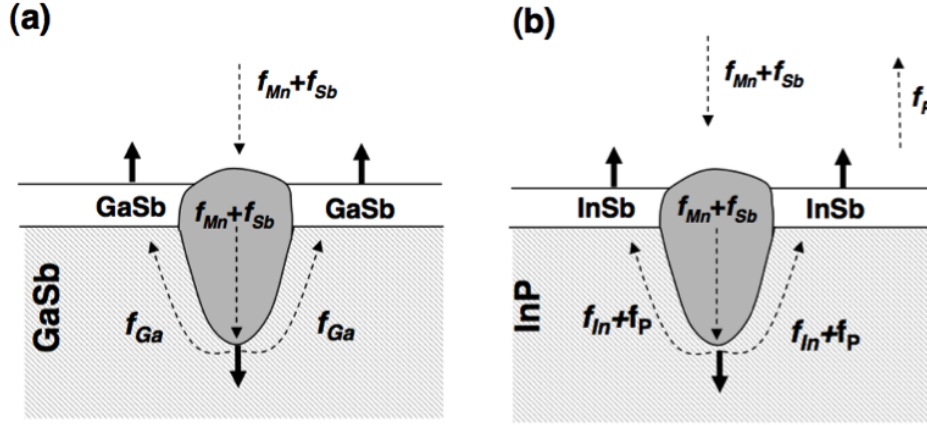 (a)
f_Mn+f_Sb
GaSb
GaSb
f_Mn+f_Sb
f_Ga
f_Ga
GaSb
(b)
f_Mn+f_Sb
InSb
InSb
f_Mn+f_Sb
f_In+f_P
f_In+f_P
InP